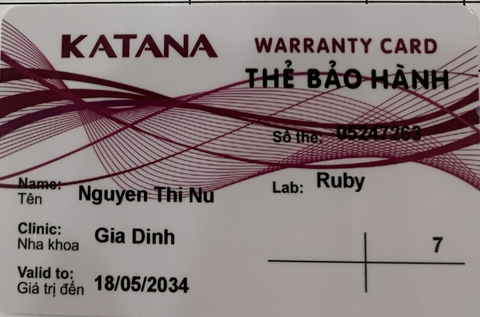 KATANA
WARRANTY CARD
THẺ BẢO HÀNH
Số thẻ: 05247263
Name: Nguyen Thi Nu
Tên
Lab: Ruby
Clinic: Gia Dinh
Nha khoa
7
Valid to: 18/05/2034
Giá trị đến